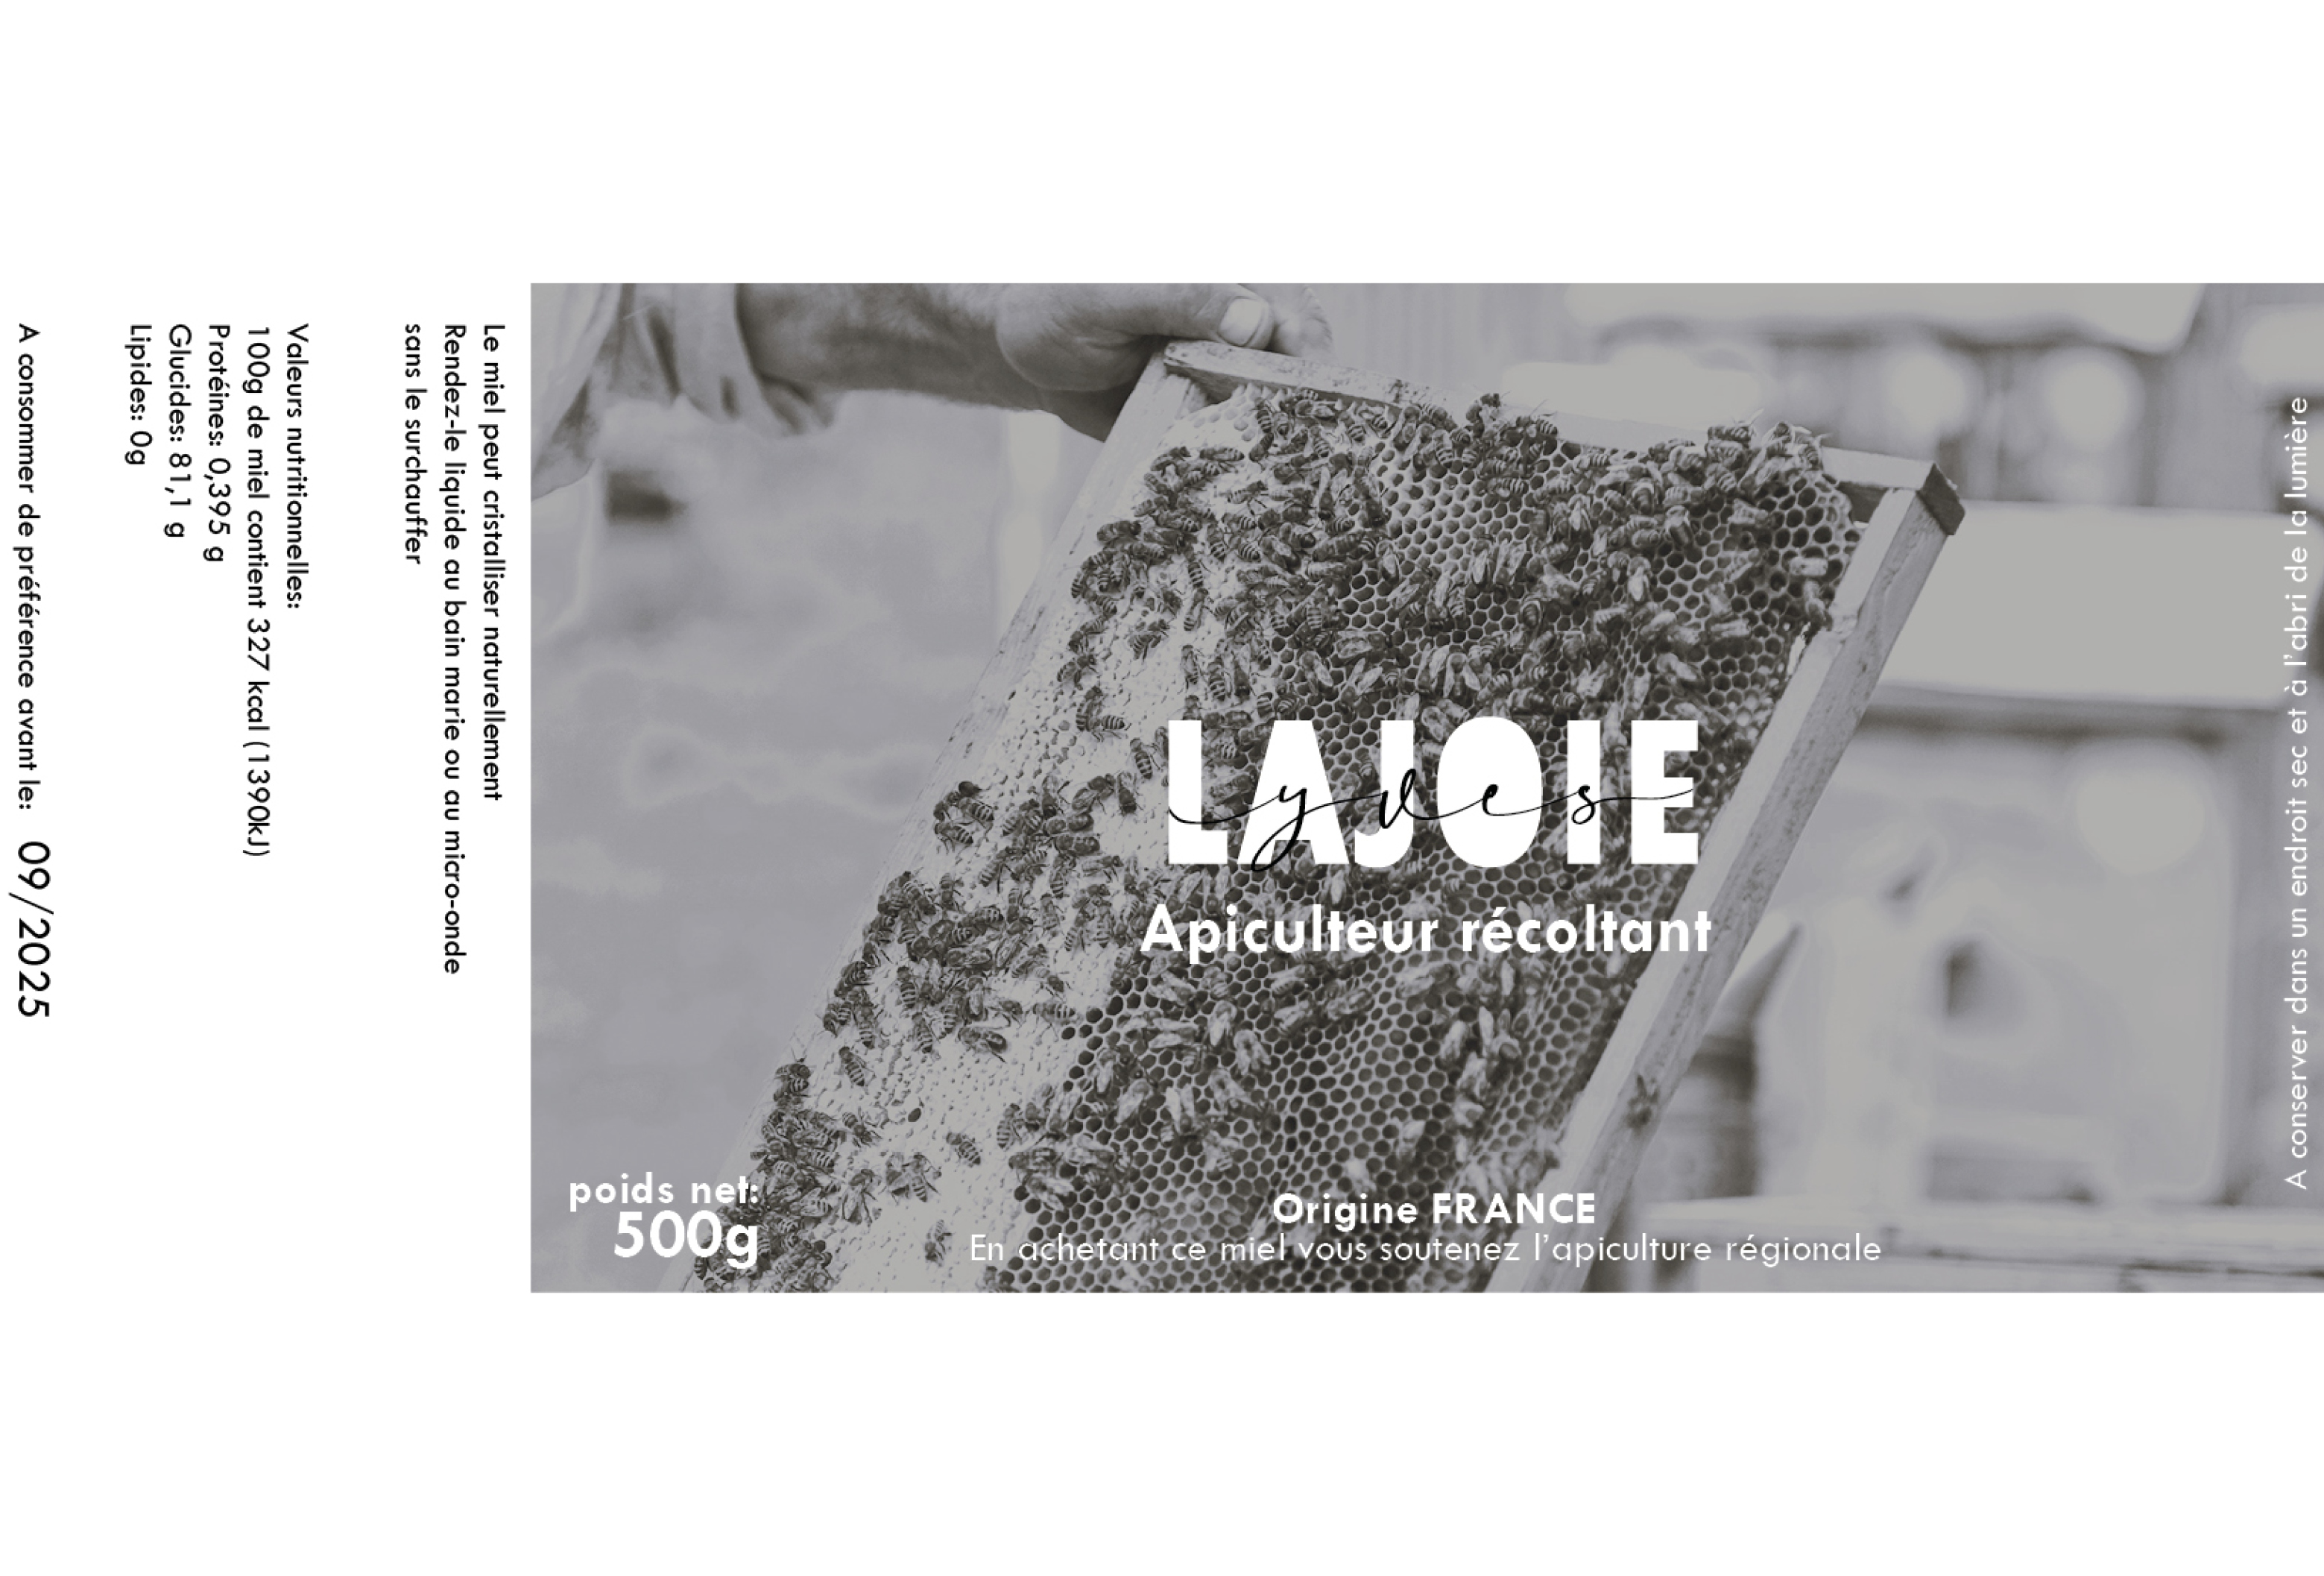 Le miel peut cristalliser naturellement
Rendez-le liquide au bain marie ou au micro-onde
sans le surchauffer
Valeurs nutritionnelles:
100g de miel contient 327 kcal (1390kJ)
Protéines: 0,395 g
Glucides: 81,1 g
Lipides: 0g
A consommer de préférence avant le: 09/2025
LAJOIE
yves
Apiculteur récoltant
poids net:
500g
Origine FRANCE
En achetant ce miel vous soutenez l'apiculture régionale
A conserver dans un endroit sec et à l'abri de la lumière